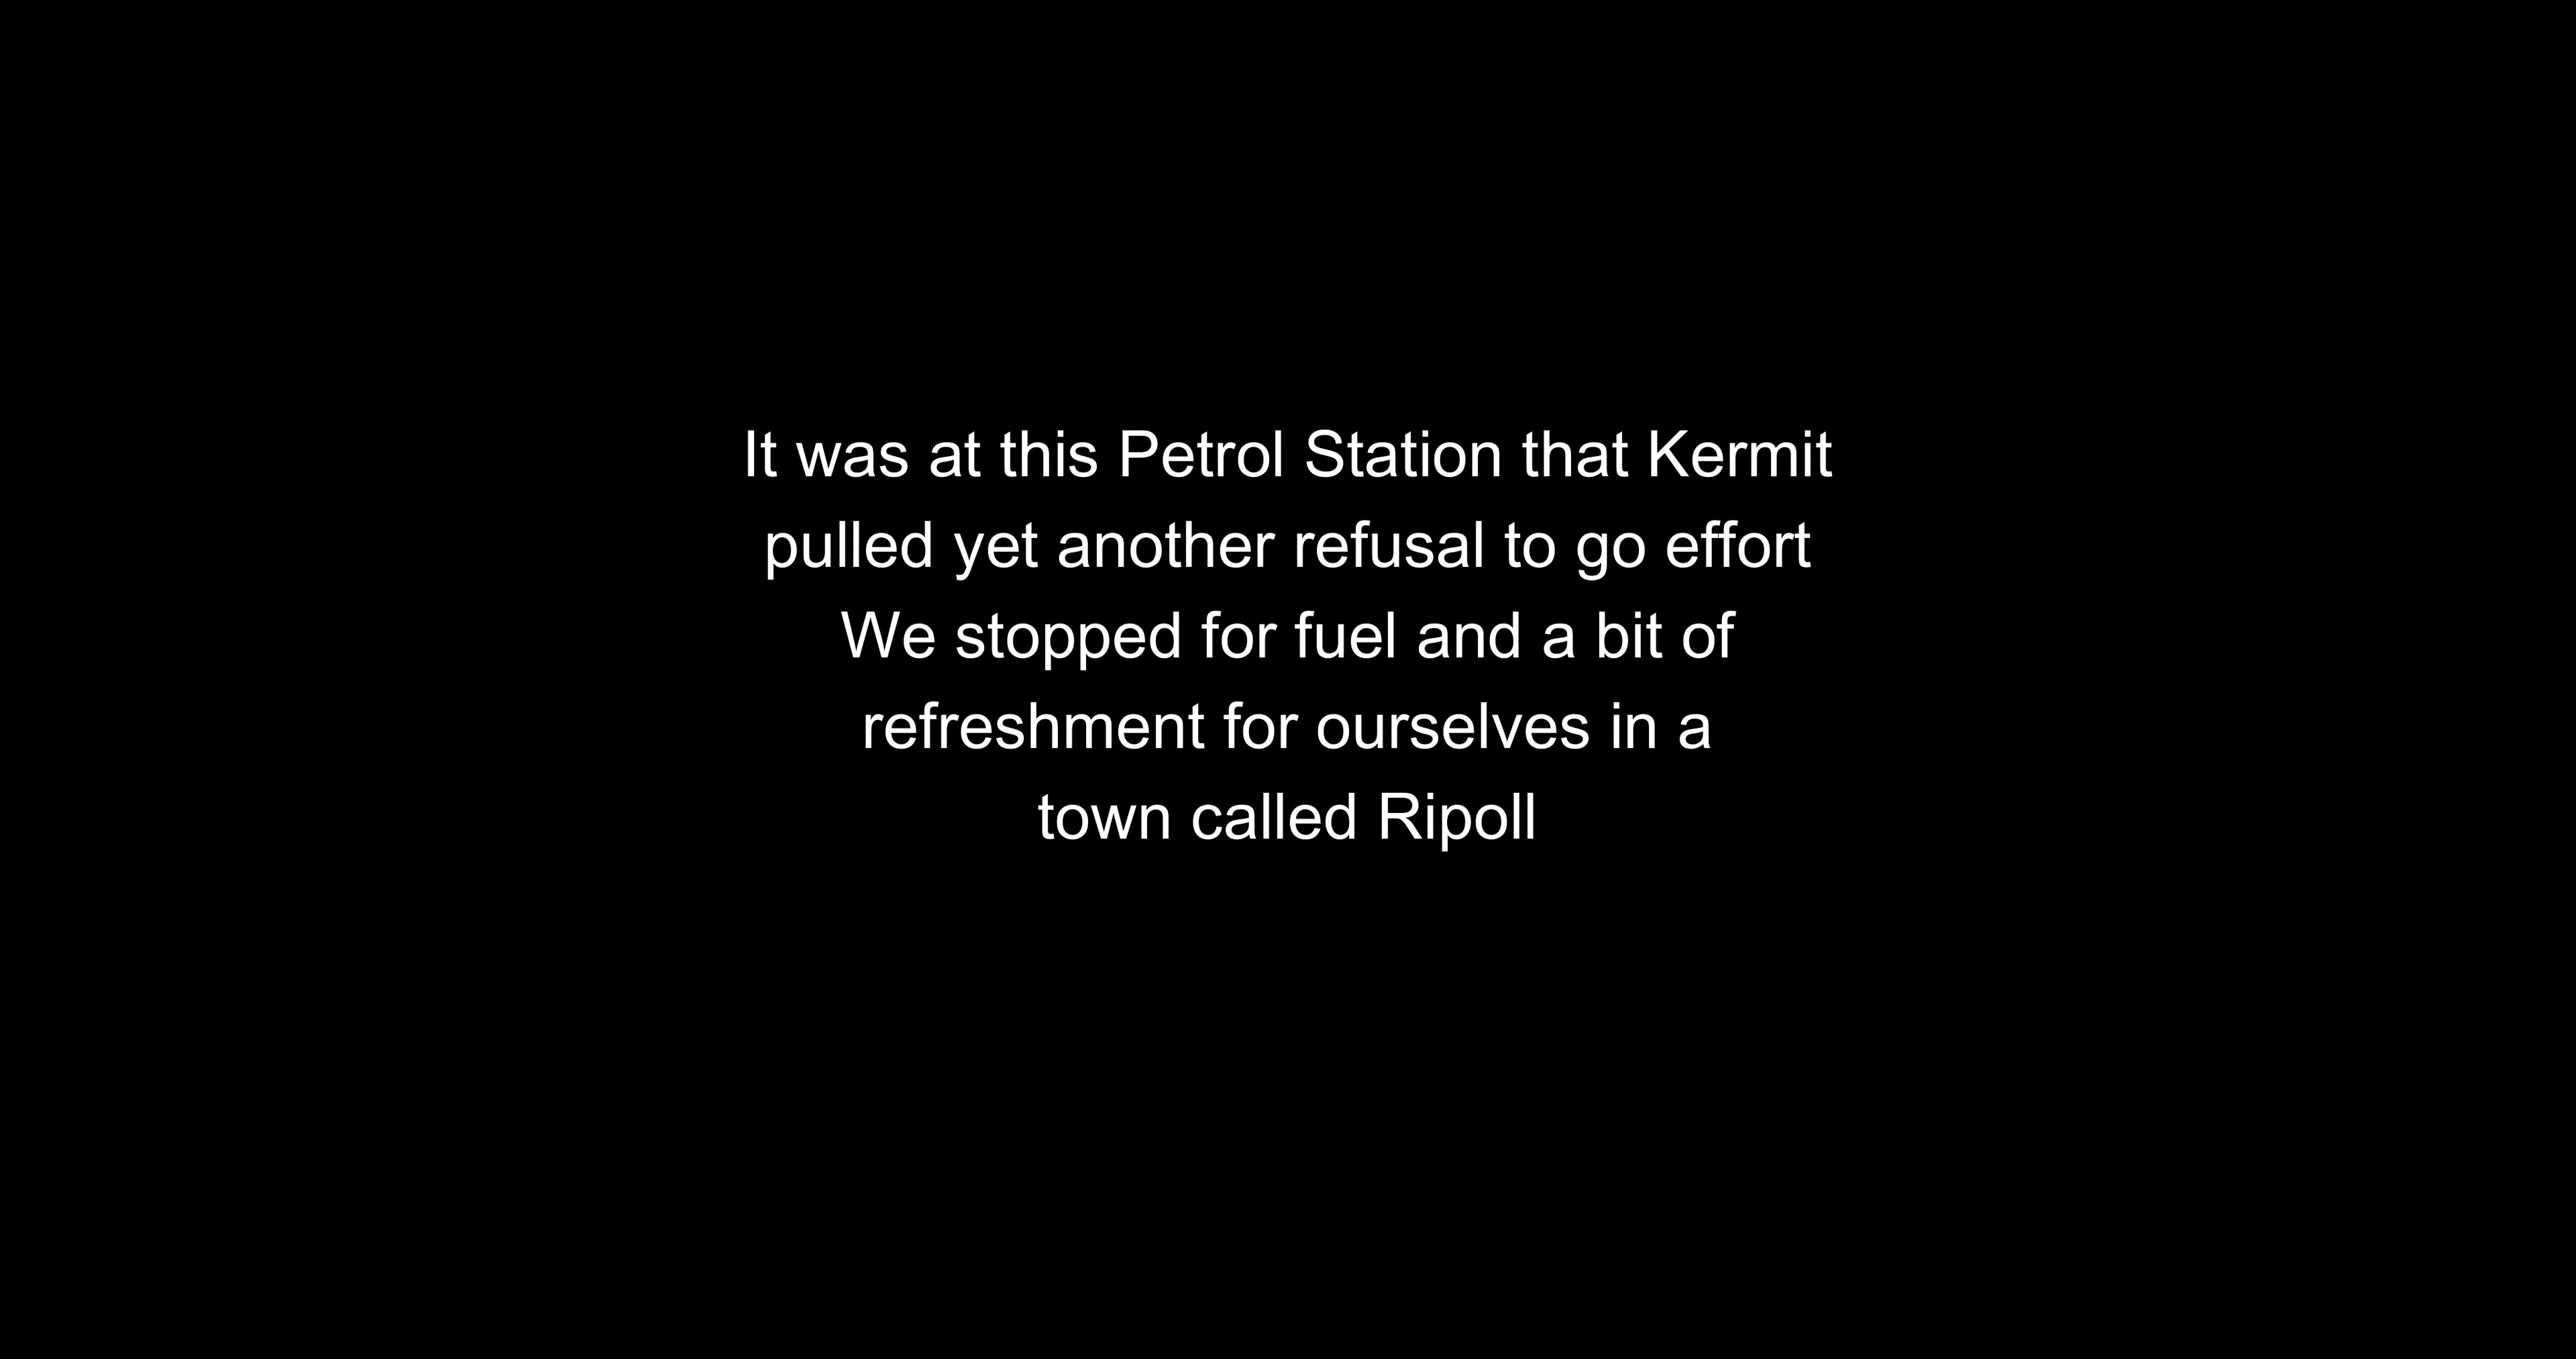 It was at this Petrol Station that Kermit
pulled yet another refusal to go effort
We stopped for fuel and a bit of
refreshment for ourselves in a
town called Ripoll